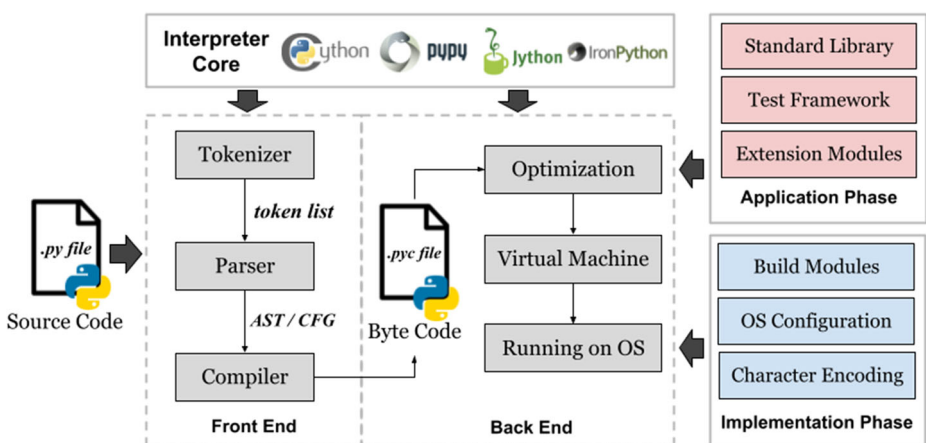 Interpreter
Core
Cython
PyPy
Jython
IronPython
Standard Library
Test Framework
Extension Modules
Application Phase
Tokenizer
token list
Parser
AST / CFG
Compiler
Front End
.py file
Source Code
.pyc file
Byte Code
Optimization
Virtual Machine
Running on OS
Back End
Build Modules
OS Configuration
Character Encoding
Implementation Phase